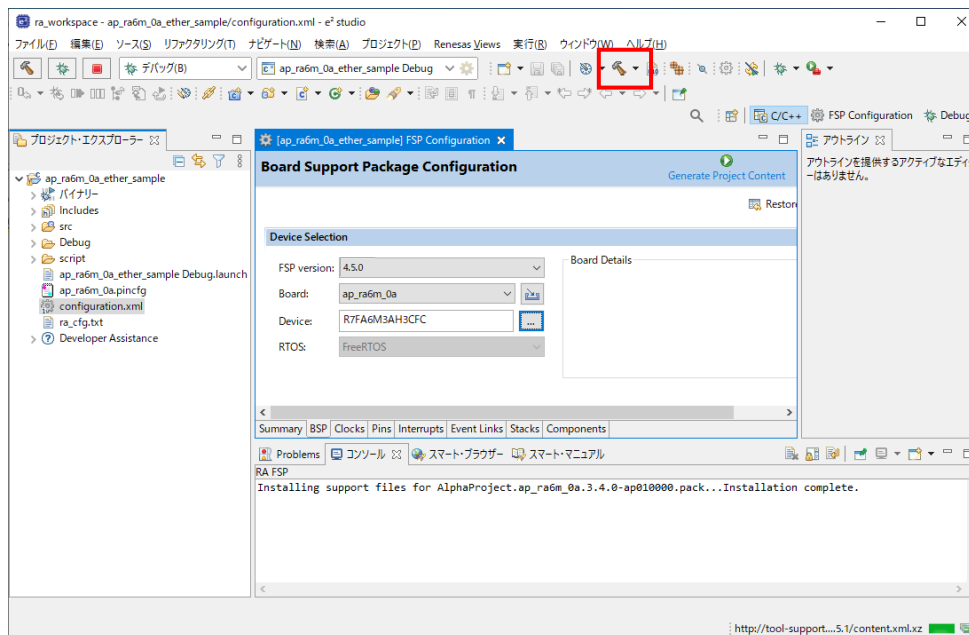 ra_workspace - ap_ra6m_0a_ether_sample/configuration.xml - e² studio
ファイル(F) 編集(E) ソース(S) リファクタリング(T) ナビゲート(N) 検索(A) プロジェクト(P) Renesas Views 実行(R) ウィンドウ(W) ヘルプ(H)
デバッグ(B) ap_ra6m_0a_ether_sample Debug
C/C++ FSP Configuration Debug
プロジェクト・エクスプローラー
ap_ra6m_0a_ether_sample
バイナリー
Includes
src
Debug
script
ap_ra6m_0a_ether_sample Debug.launch
ap_ra6m_0a.pincfg
configuration.xml
ra_cfg.txt
Developer Assistance
[ap_ra6m_0a_ether_sample] FSP Configuration
Board Support Package Configuration
Generate Project Content
Restore
Device Selection
FSP version: 4.5.0
Board: ap_ra6m_0a
Device: R7FA6M3AH3CFC ...
RTOS: FreeRTOS
Board Details
Summary BSP Clocks Pins Interrupts Event Links Stacks Components
アウトライン
アウトラインを提供するアクティブなエディ
ーはありません。
Problems コンソール スマート・ブラウザー スマート・マニュアル
RA FSP
Installing support files for AlphaProject.ap_ra6m_0a.3.4.0-ap010000.pack...Installation complete.
http://tool-support....5.1/content.xml.xz